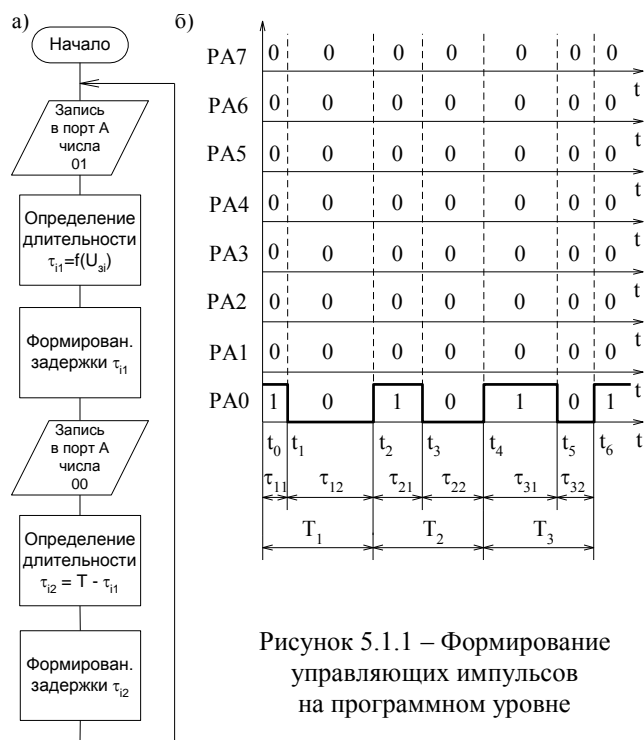 а)
Начало
Запись
в порт А
числа
01
Определение
длительности
τi1=f(Uзi)
Формирован.
задержки τi1
Запись
в порт А
числа
00
Определение
длительности
τi2 = T - τi1
Формирован.
задержки τi2
б)
PA7 0 0 0 0 0 0 0 t
PA6 0 0 0 0 0 0 0 t
PA5 0 0 0 0 0 0 0 t
PA4 0 0 0 0 0 0 0 t
PA3 0 0 0 0 0 0 0 t
PA2 0 0 0 0 0 0 0 t
PA1 0 0 0 0 0 0 0 t
PA0 1 0 1 0 1 0 1 t
t0 t1 t2 t3 t4 t5 t6
τ11 τ12 τ21 τ22 τ31 τ32
T1 T2 T3
Рисунок 5.1.1 – Формирование
управляющих импульсов
на программном уровне